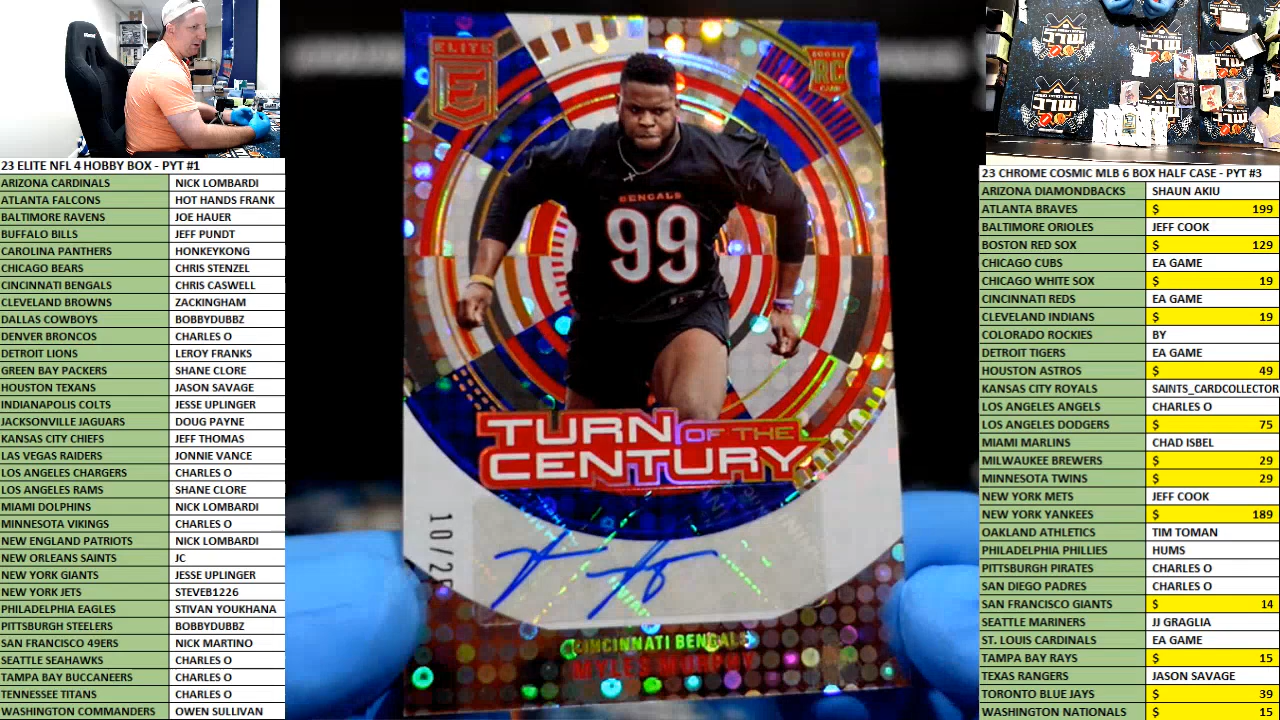 23 ELITE NFL 4 HOBBY BOX - PYT #1
ARIZONA CARDINALS NICK LOMBARDI
ATLANTA FALCONS HOT HANDS FRANK
BALTIMORE RAVENS JOE HAUER
BUFFALO BILLS JEFF PUNDT
CAROLINA PANTHERS HONKEYKONG
CHICAGO BEARS CHRIS STENZEL
CINCINNATI BENGALS CHRIS CASWELL
CLEVELAND BROWNS ZACKINGHAM
DALLAS COWBOYS BOBBYDUBBZ
DENVER BRONCOS CHARLES O
DETROIT LIONS LEROY FRANKS
GREEN BAY PACKERS SHANE CLORE
HOUSTON TEXANS JASON SAVAGE
INDIANAPOLIS COLTS JESSE UPLINGER
JACKSONVILLE JAGUARS DOUG PAYNE
KANSAS CITY CHIEFS JEFF THOMAS
LAS VEGAS RAIDERS JONNIE VANCE
LOS ANGELES CHARGERS CHARLES O
LOS ANGELES RAMS SHANE CLORE
MIAMI DOLPHINS NICK LOMBARDI
MINNESOTA VIKINGS CHARLES O
NEW ENGLAND PATRIOTS NICK LOMBARDI
NEW ORLEANS SAINTS JC
NEW YORK GIANTS JESSE UPLINGER
NEW YORK JETS STEVEB1226
PHILADELPHIA EAGLES STIVAN YOUKHANA
PITTSBURGH STEELERS BOBBYDUBBZ
SAN FRANCISCO 49ERS NICK MARTINO
SEATTLE SEAHAWKS CHARLES O
TAMPA BAY BUCCANEERS CHARLES O
TENNESSEE TITANS CHARLES O
WASHINGTON COMMANDERS OWEN SULLIVAN
ELITE
E
ROOKIE
RC
CARD
BENGALS
99
TURN OF THE
CENTURY
10/25
CINCINNATI BENGALS
MYLES MURPHY
23 CHROME COSMIC MLB 6 BOX HALF CASE - PYT #3
ARIZONA DIAMONDBACKS SHAUN AKIU
ATLANTA BRAVES $ 199
BALTIMORE ORIOLES JEFF COOK
BOSTON RED SOX $ 129
CHICAGO CUBS EA GAME
CHICAGO WHITE SOX $ 19
CINCINNATI REDS EA GAME
CLEVELAND INDIANS $ 19
COLORADO ROCKIES BY
DETROIT TIGERS EA GAME
HOUSTON ASTROS $ 49
KANSAS CITY ROYALS SAINTS_CARDCOLLECTOR
LOS ANGELES ANGELS CHARLES O
LOS ANGELES DODGERS $ 75
MIAMI MARLINS CHAD ISBEL
MILWAUKEE BREWERS $ 29
MINNESOTA TWINS $ 29
NEW YORK METS JEFF COOK
NEW YORK YANKEES $ 189
OAKLAND ATHLETICS TIM TOMAN
PHILADELPHIA PHILLIES HUMS
PITTSBURGH PIRATES CHARLES O
SAN DIEGO PADRES CHARLES O
SAN FRANCISCO GIANTS $ 14
SEATTLE MARINERS JJ GRAGLIA
ST. LOUIS CARDINALS EA GAME
TAMPA BAY RAYS $ 15
TEXAS RANGERS JASON SAVAGE
TORONTO BLUE JAYS $ 39
WASHINGTON NATIONALS $ 15